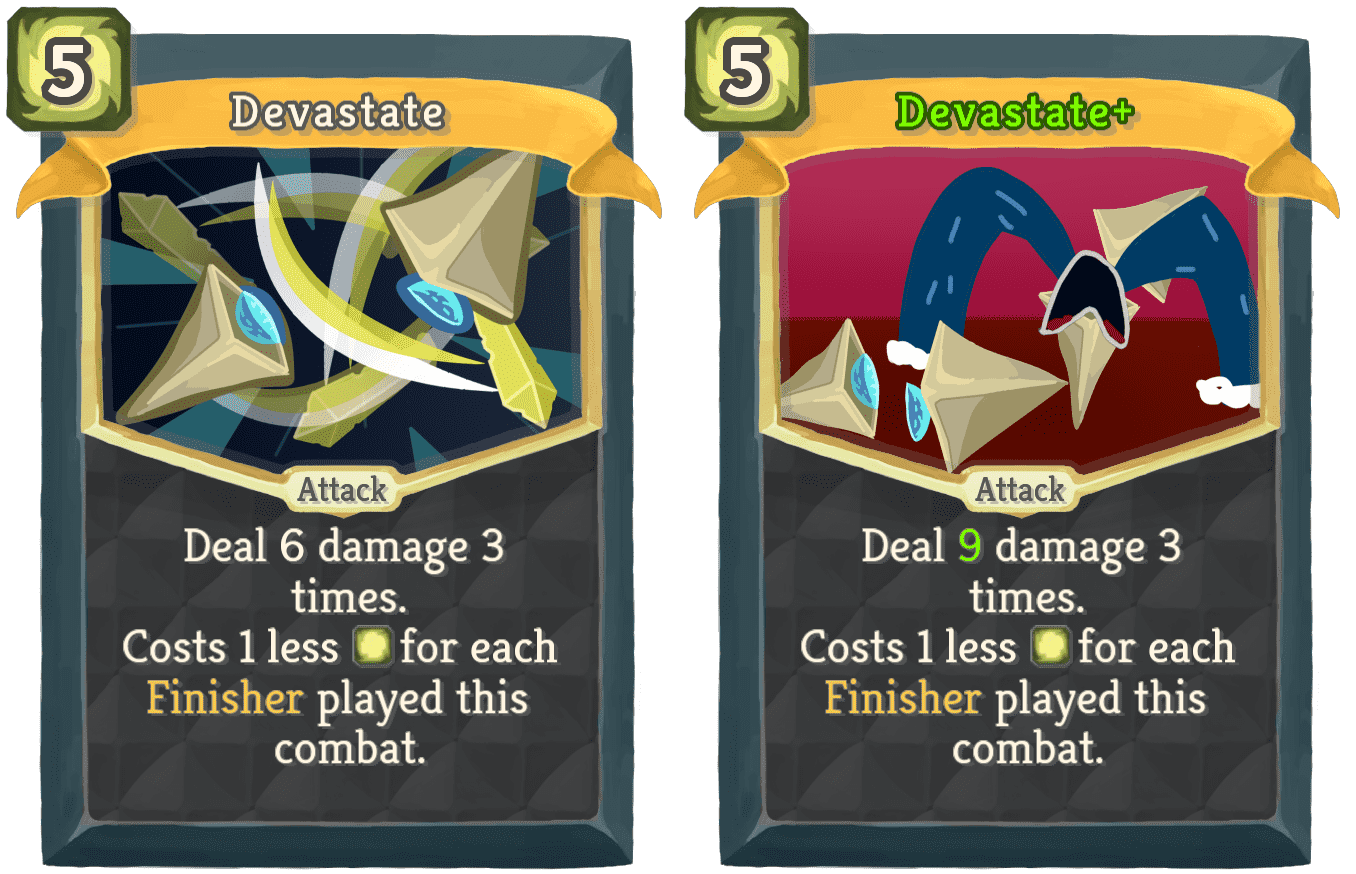 5
Devastate
Attack
Deal 6 damage 3
times.
Costs 1 less for each
Finisher played this
combat.
5
Devastate+
Attack
Deal 9 damage 3
times.
Costs 1 less for each
Finisher played this
combat.